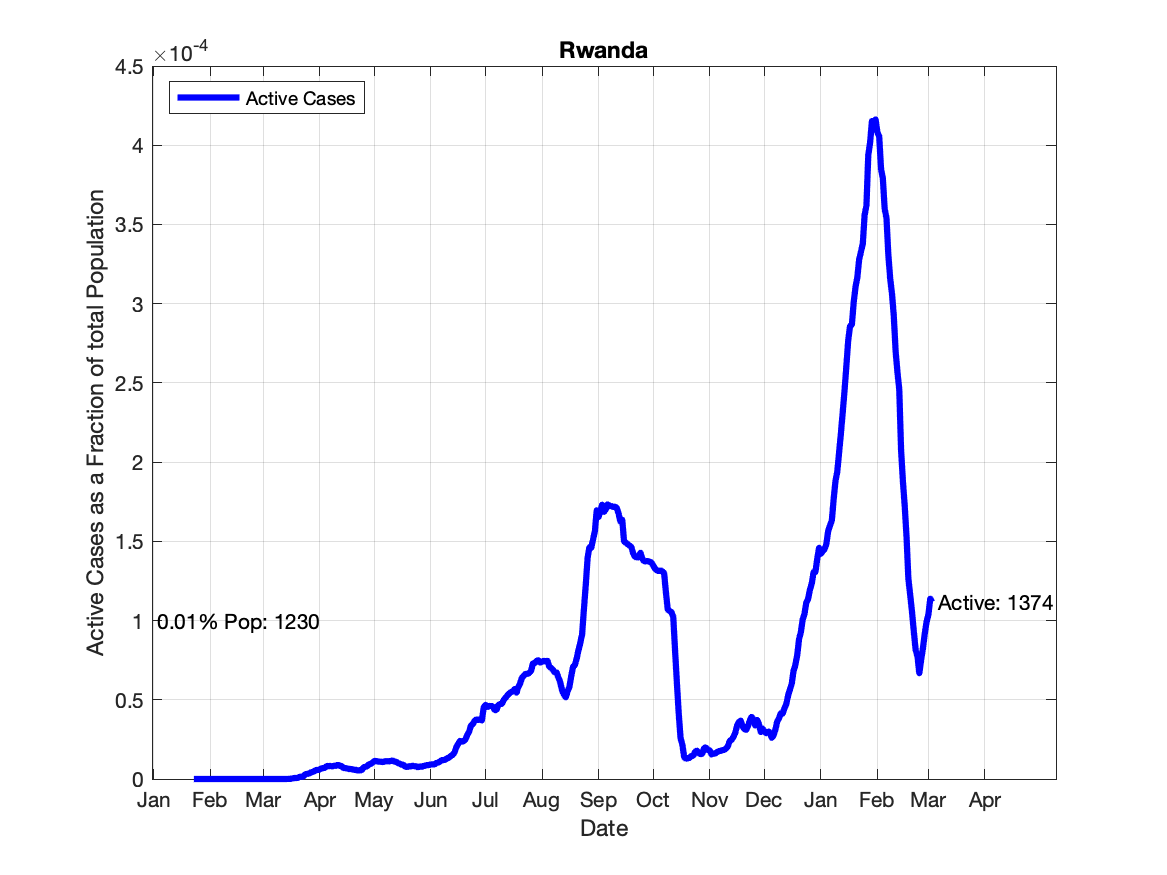 Rwanda
×10-4
4.5
4
3.5
3
2.5
2
1.5
1
0.5
0
Active Cases as a Fraction of total Population
Active Cases
0.01% Pop: 1230
Active: 1374
Jan Feb Mar Apr May Jun Jul Aug Sep Oct Nov Dec Jan Feb Mar Apr
Date